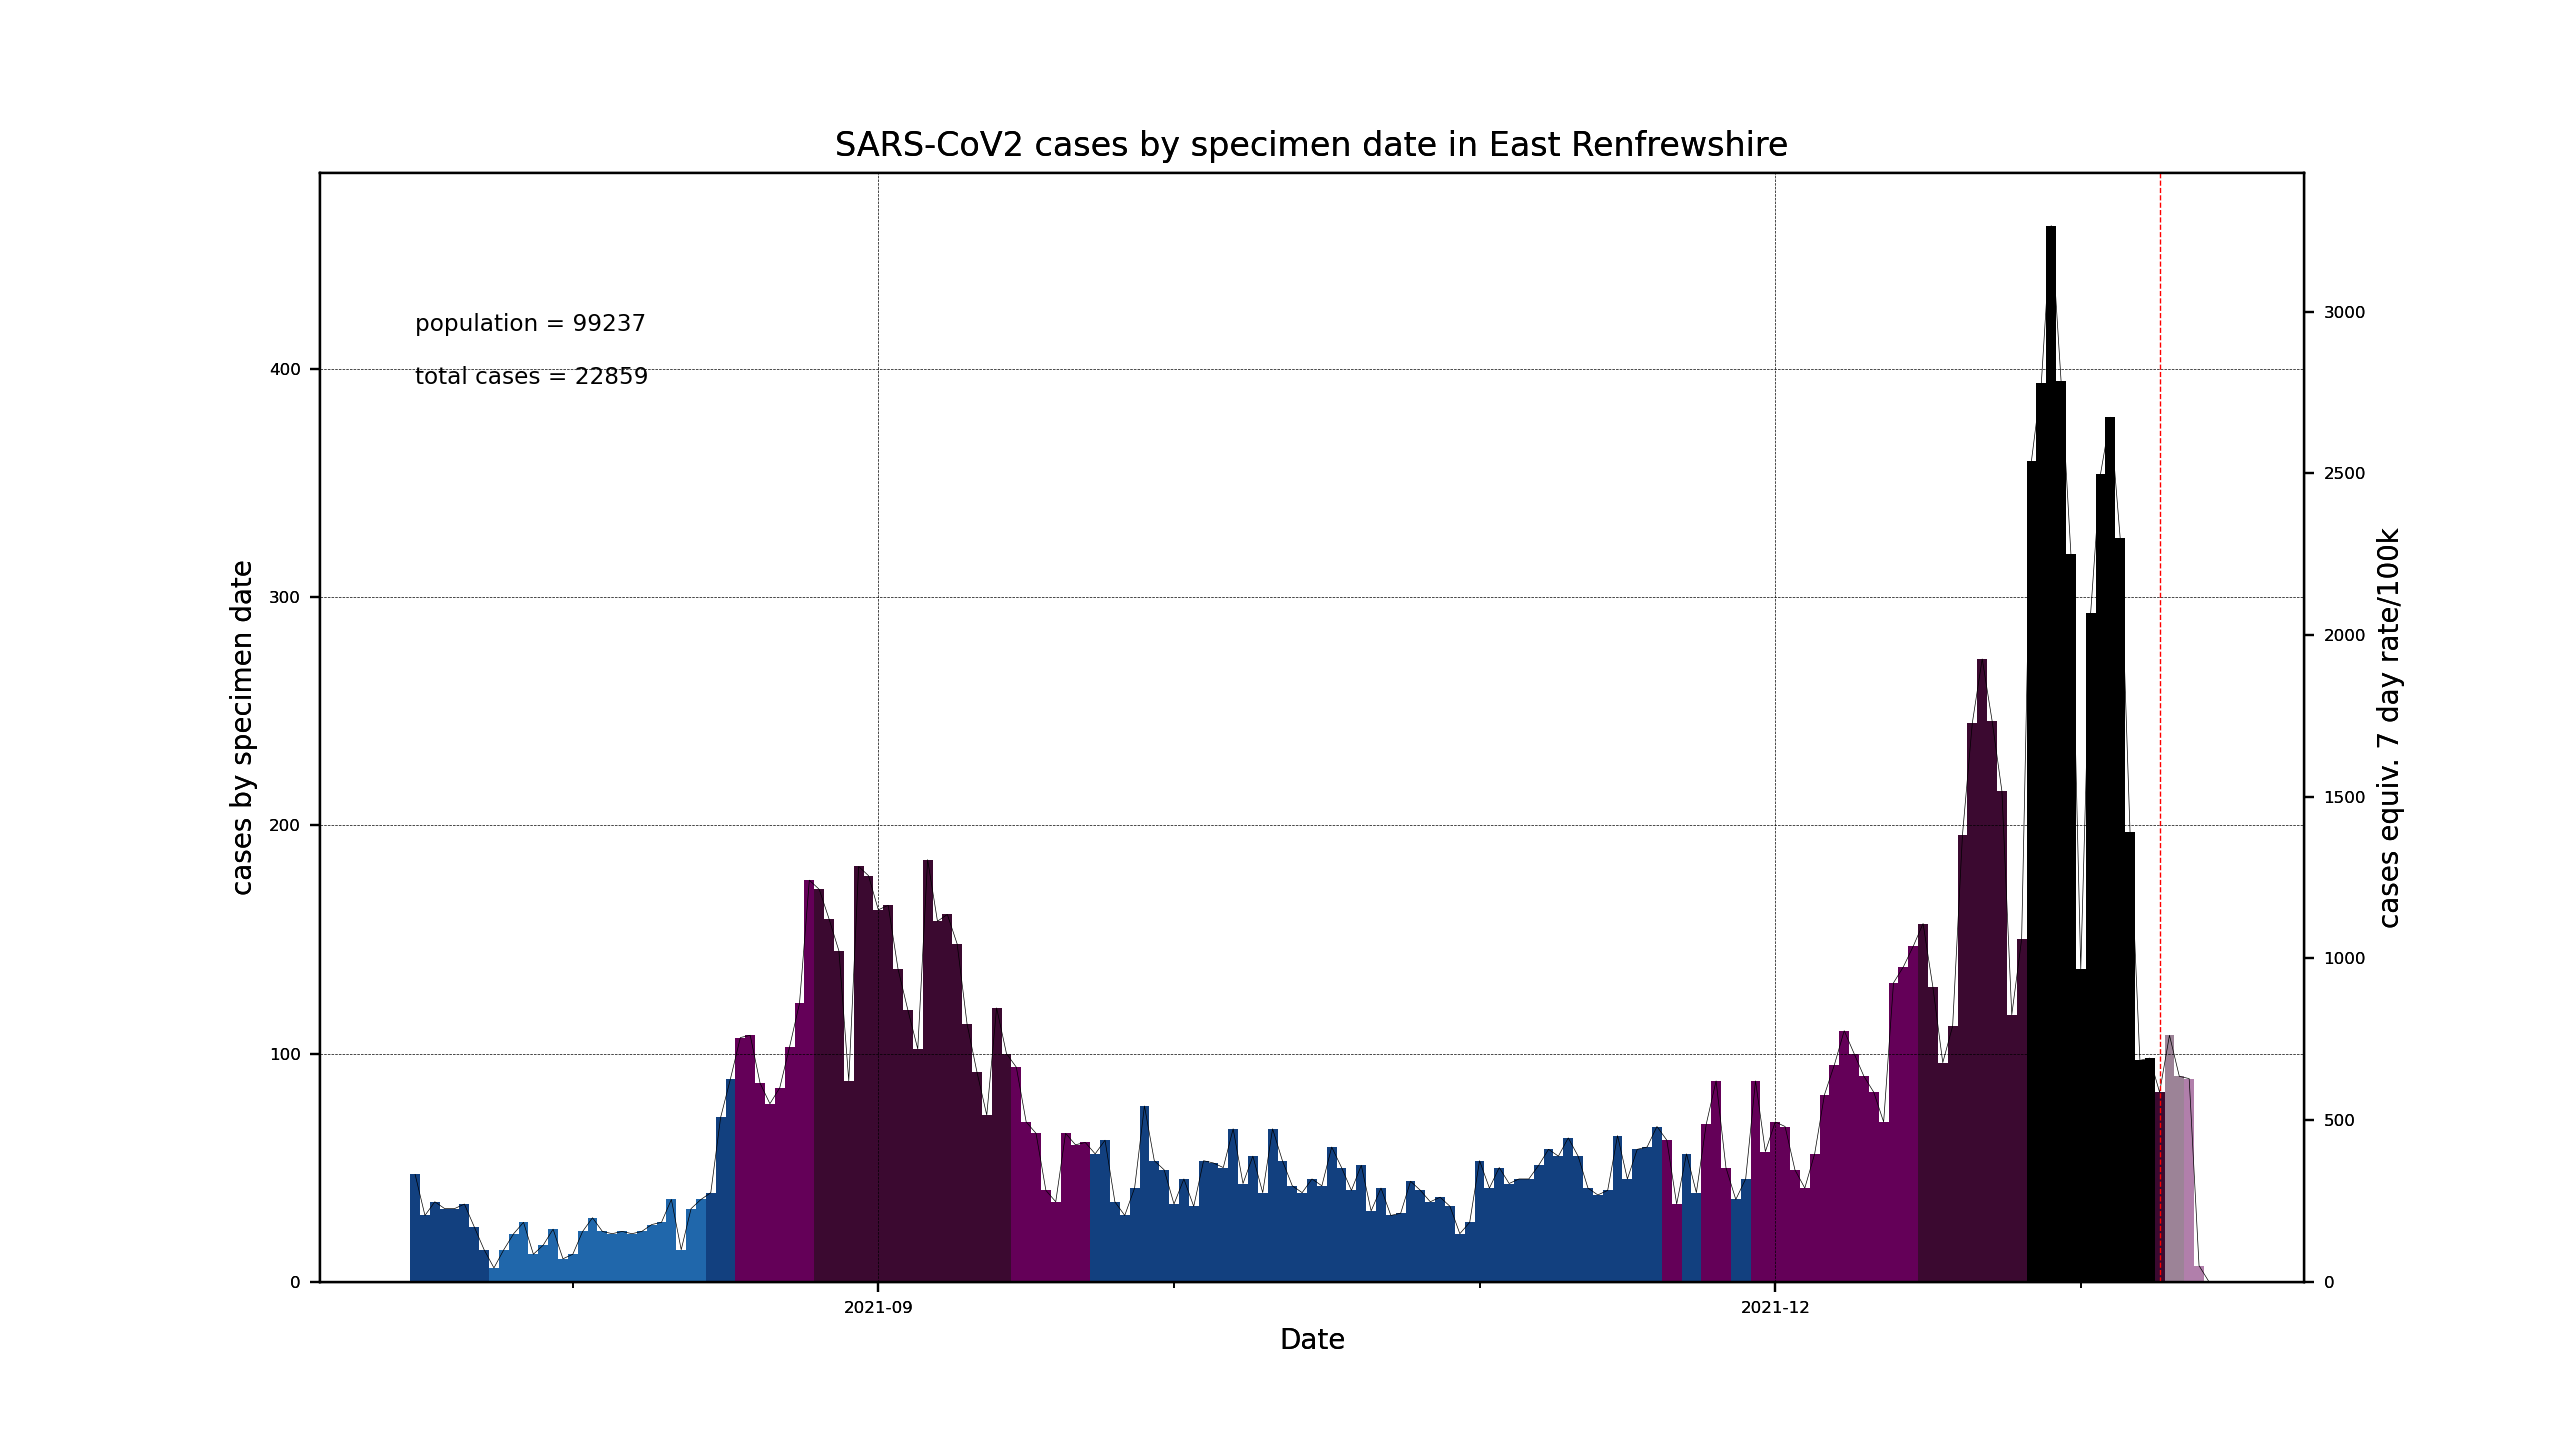 SARS-CoV2 cases by specimen date in East Renfrewshire
population = 99237
total cases = 22859
cases by specimen date
400
300
200
100
0
3000
2500
2000
1500
1000
500
0
cases equiv. 7 day rate/100k
2021-09
2021-12
Date